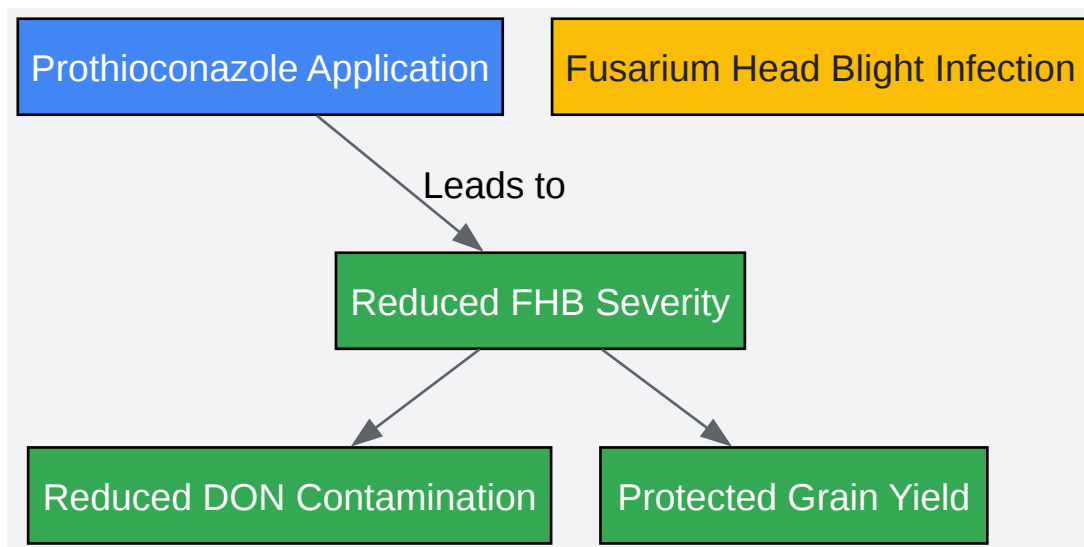 Prothioconazole Application
Fusarium Head Blight Infection
Leads to
Reduced FHB Severity
Reduced DON Contamination
Protected Grain Yield